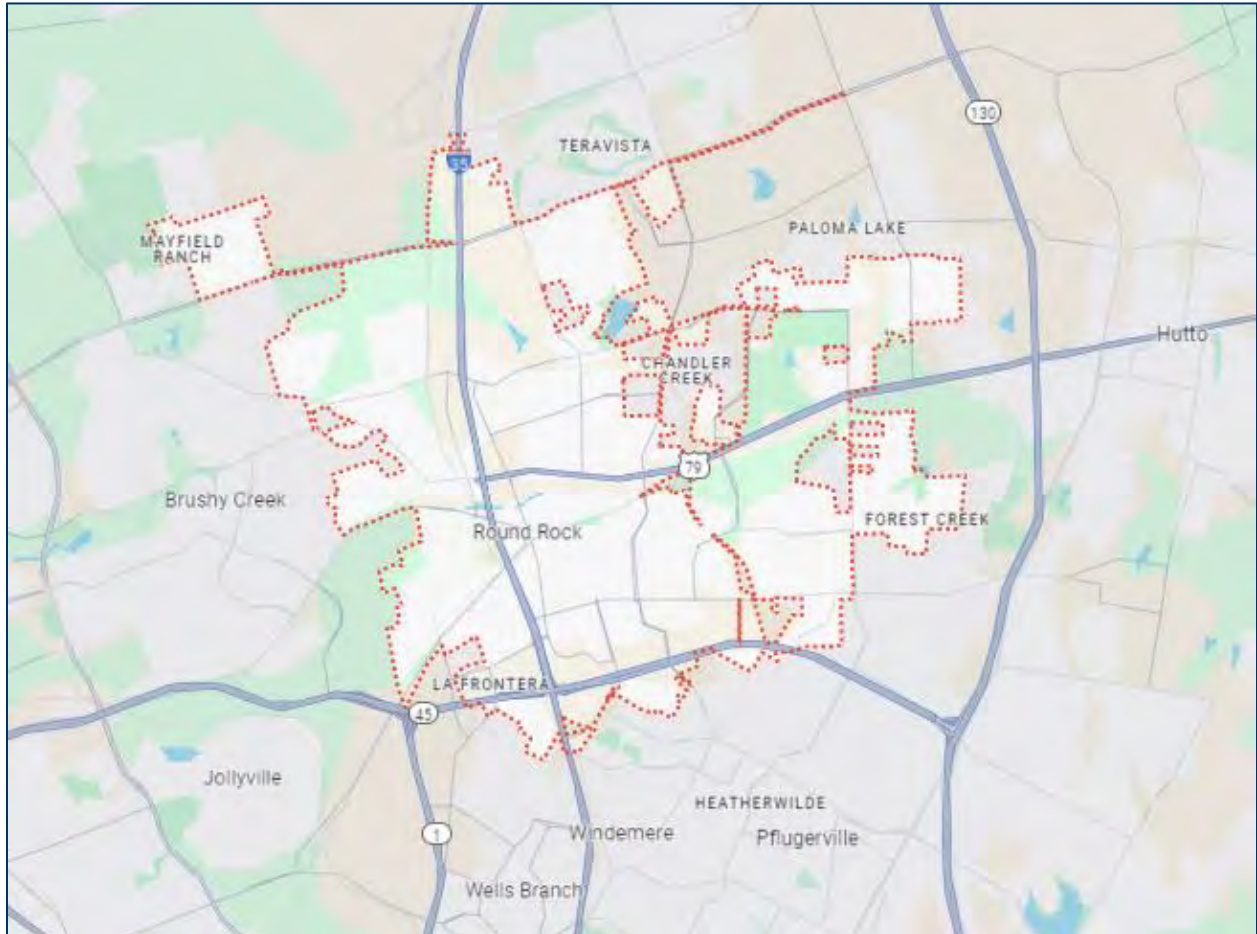 130
TERAVISTA
35
MAYFIELD
RANCH
PALOMA LAKE
Hutto
CHANDLER
CREEK
79
Brushy Creek
Round Rock
FOREST CREEK
LA FRONTERA
45
Jollyville
HEATHERWILDE
1
Windemere
Pflugerville
Wells Branch